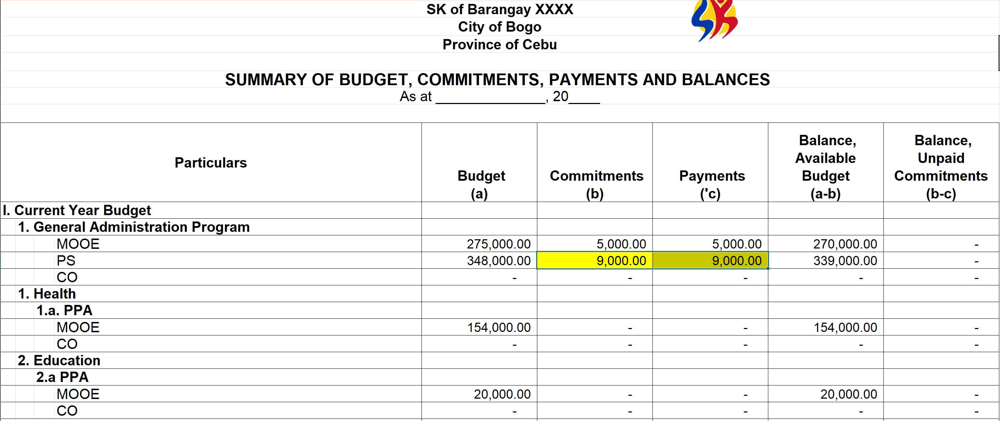 SK of Barangay XXXX
City of Bogo
Province of Cebu
SUMMARY OF BUDGET, COMMITMENTS, PAYMENTS AND BALANCES
As at ______________, 20____
Particulars Budget (a) Commitments (b) Payments ('c) Balance, Available Budget (a-b) Balance, Unpaid Commitments (b-c)
I. Current Year Budget
1. General Administration Program
MOOE 275,000.00 5,000.00 5,000.00 270,000.00 -
PS 348,000.00 9,000.00 9,000.00 339,000.00 -
CO - - - - -
1. Health
1.a. PPA
MOOE 154,000.00 - - 154,000.00 -
CO - - - - -
2. Education
2.a PPA
MOOE 20,000.00 - - 20,000.00 -
CO - - - - -